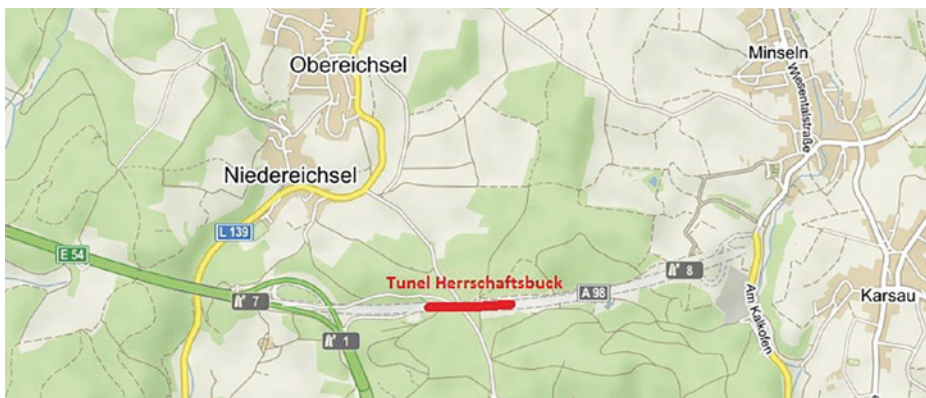 Obereichsel
Minseln
Wiesentalstraße
Niedereichsel
L 139
E 54
Tunel Herrschaftsbuck
8
7
A 98
Karsau
1
Am Kalkofen